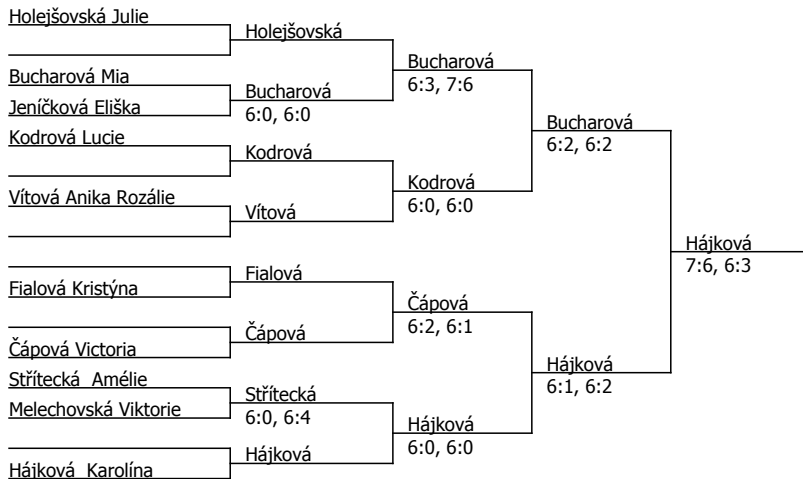 Holejšovská Julie
Holejšovská
Bucharová
6:3, 7:6
Bucharová Mia
Bucharová
6:0, 6:0
Jeníčková Eliška
Bucharová
6:2, 6:2
Kodrová Lucie
Kodrová
Kodrová
6:0, 6:0
Vítová Anika Rozálie
Vítová
Hájková
7:6, 6:3
Fialová
Fialová Kristýna
Čápová
6:2, 6:1
Čápová
Čápová Victoria
Hájková
6:1, 6:2
Střítecká Amélie
Střítecká
6:0, 6:4
Melechovská Viktorie
Hájková
6:0, 6:0
Hájková
Hájková Karolína